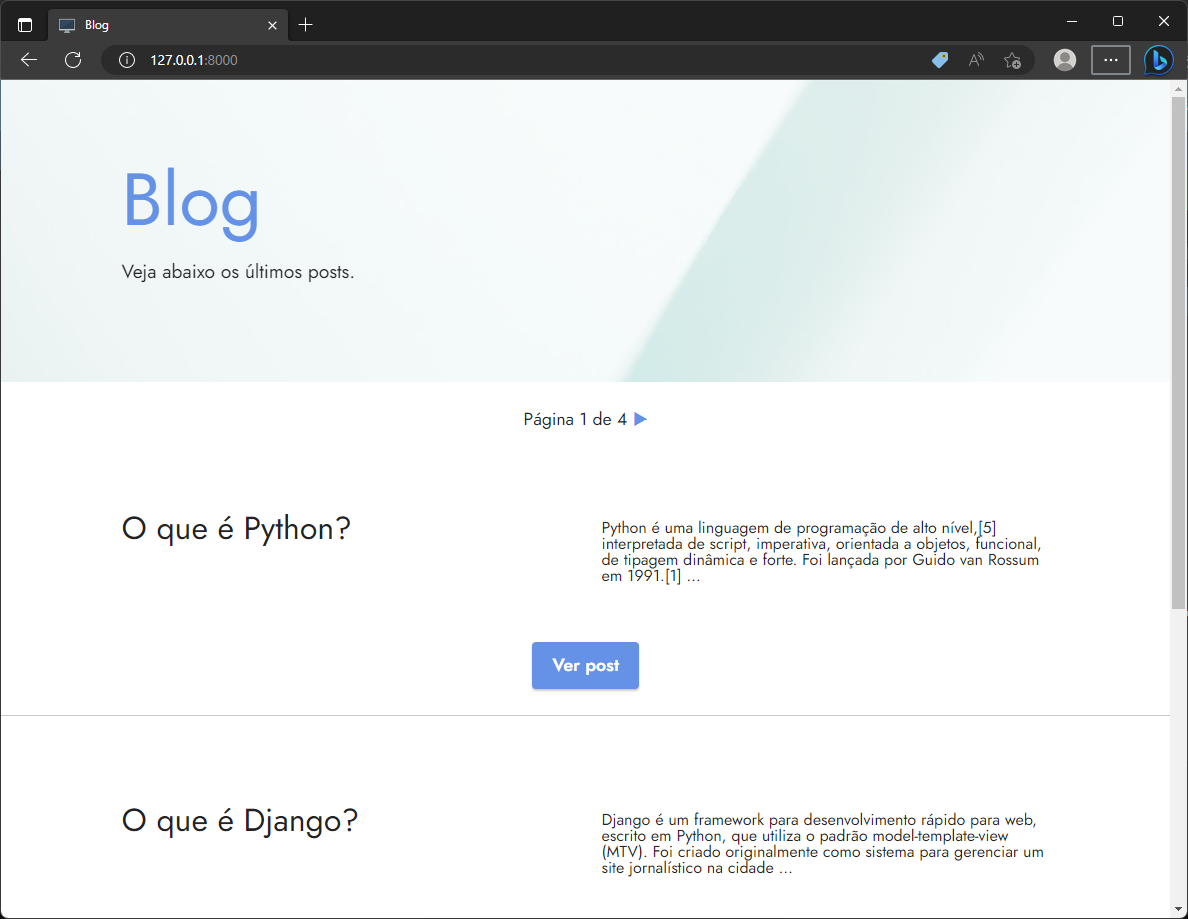 Blog
127.0.0.1:8000
Blog
Veja abaixo os últimos posts.
Página 1 de 4
O que é Python?
Python é uma linguagem de programação de alto nível,[5]
interpretada de script, imperativa, orientada a objetos, funcional,
de tipagem dinâmica e forte. Foi lançada por Guido van Rossum
em 1991.[1] …
Ver post
O que é Django?
Django é um framework para desenvolvimento rápido para web,
escrito em Python, que utiliza o padrão model-template-view
(MTV). Foi criado originalmente como sistema para gerenciar um
site jornalístico na cidade …